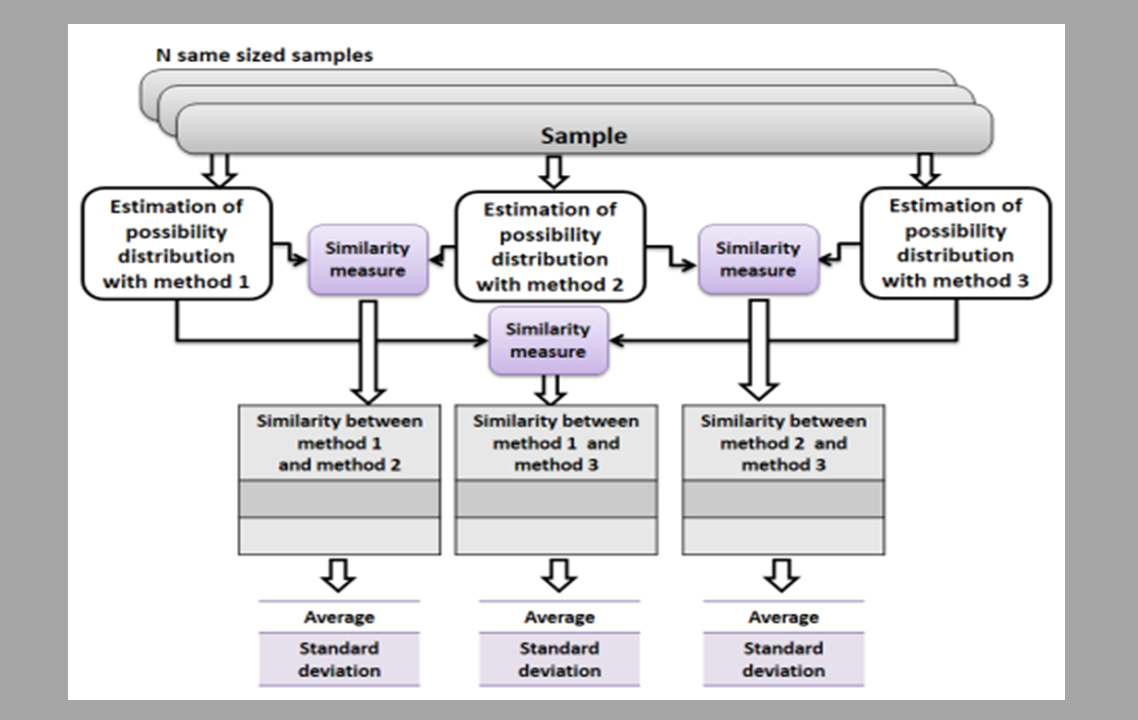 N same sized samples
Sample
Estimation of
possibility
distribution
with method 1
Similarity
measure
Estimation of
possibility
distribution
with method 2
Similarity
measure
Estimation of
possibility
distribution
with method 3
Similarity
measure
Similarity between
method 1
and method 2
Similarity between
method 1 and
method 3
Similarity between
method 2 and
method 3
Average
Standard
deviation
Average
Standard
deviation
Average
Standard
deviation